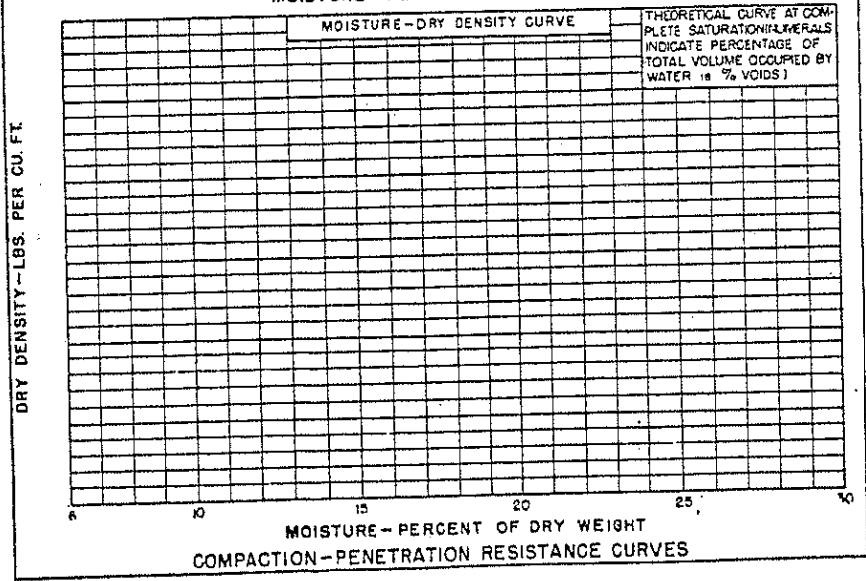 MOISTURE-DRY DENSITY CURVE
THEORETICAL CURVE AT COM-
PLETE SATURATION(NUMERALS
INDICATE PERCENTAGE OF
TOTAL VOLUME OCCUPIED BY
WATER IS % VOIDS)
DRY DENSITY-LBS. PER CU. FT.
6 10 15 20 25 30
MOISTURE-PERCENT OF DRY WEIGHT
COMPACTION-PENETRATION RESISTANCE CURVES